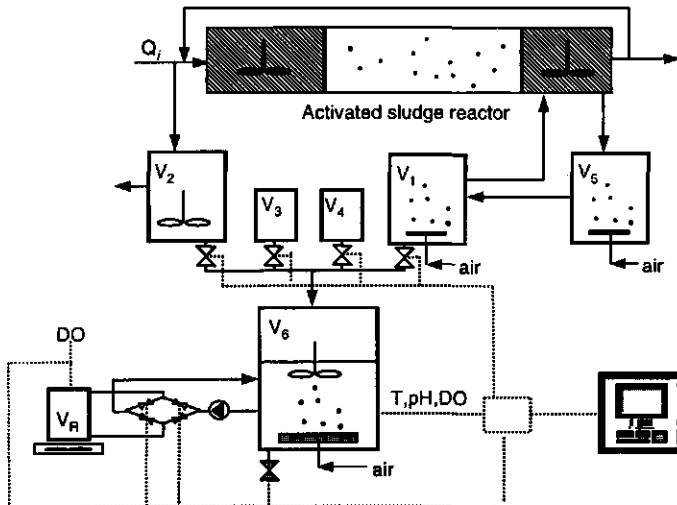 Qi
Activated sludge reactor
V2
V3
V4
V1
V5
air
air
V6
DO
T,pH,DO
VR
air